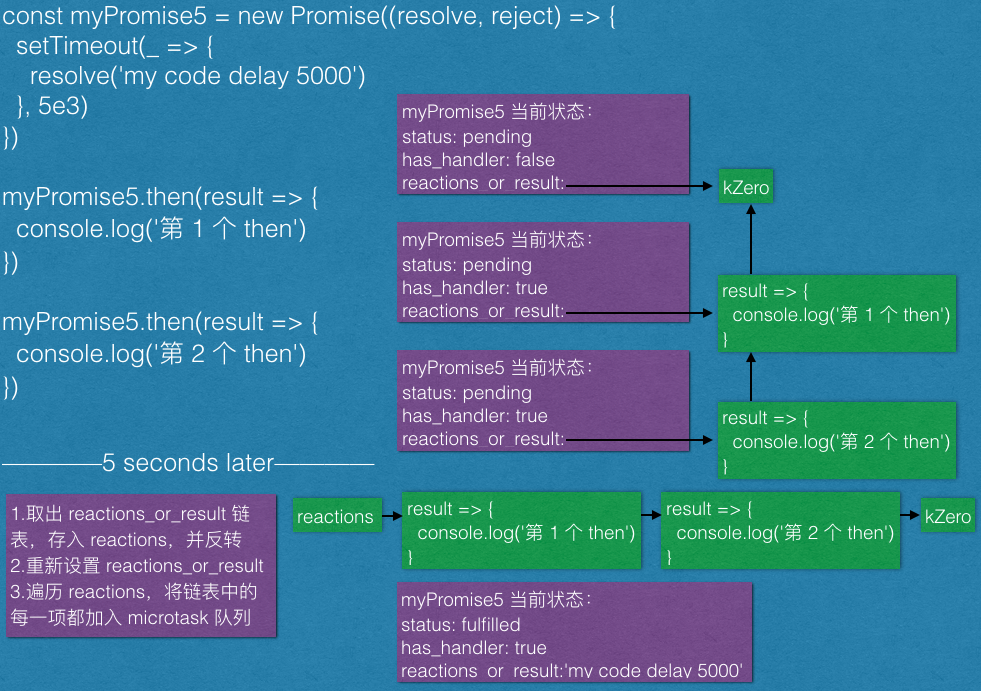 const myPromise5 = new Promise((resolve, reject) => {
setTimeout(_ => {
resolve('my code delay 5000')
}, 5e3)
})
myPromise5.then(result => {
console.log('第 1 个 then')
})
myPromise5.then(result => {
console.log('第 2 个 then')
})
myPromise5 当前状态：
status: pending
has_handler: false
reactions_or_result:
kZero
myPromise5 当前状态：
status: pending
has_handler: true
reactions_or_result:
result => {
console.log('第 1 个 then')
}
myPromise5 当前状态：
status: pending
has_handler: true
reactions_or_result:
result => {
console.log('第 2 个 then')
}
5 seconds later
1.取出 reactions_or_result 链
表，存入 reactions，并反转
2.重新设置 reactions_or_result
3.遍历 reactions，将链表中的
每一项都加入 microtask 队列
reactions
result => {
console.log('第 1 个 then')
}
result => {
console.log('第 2 个 then')
}
kZero
myPromise5 当前状态：
status: fulfilled
has_handler: true
reactions_or_result:'my code delay 5000'